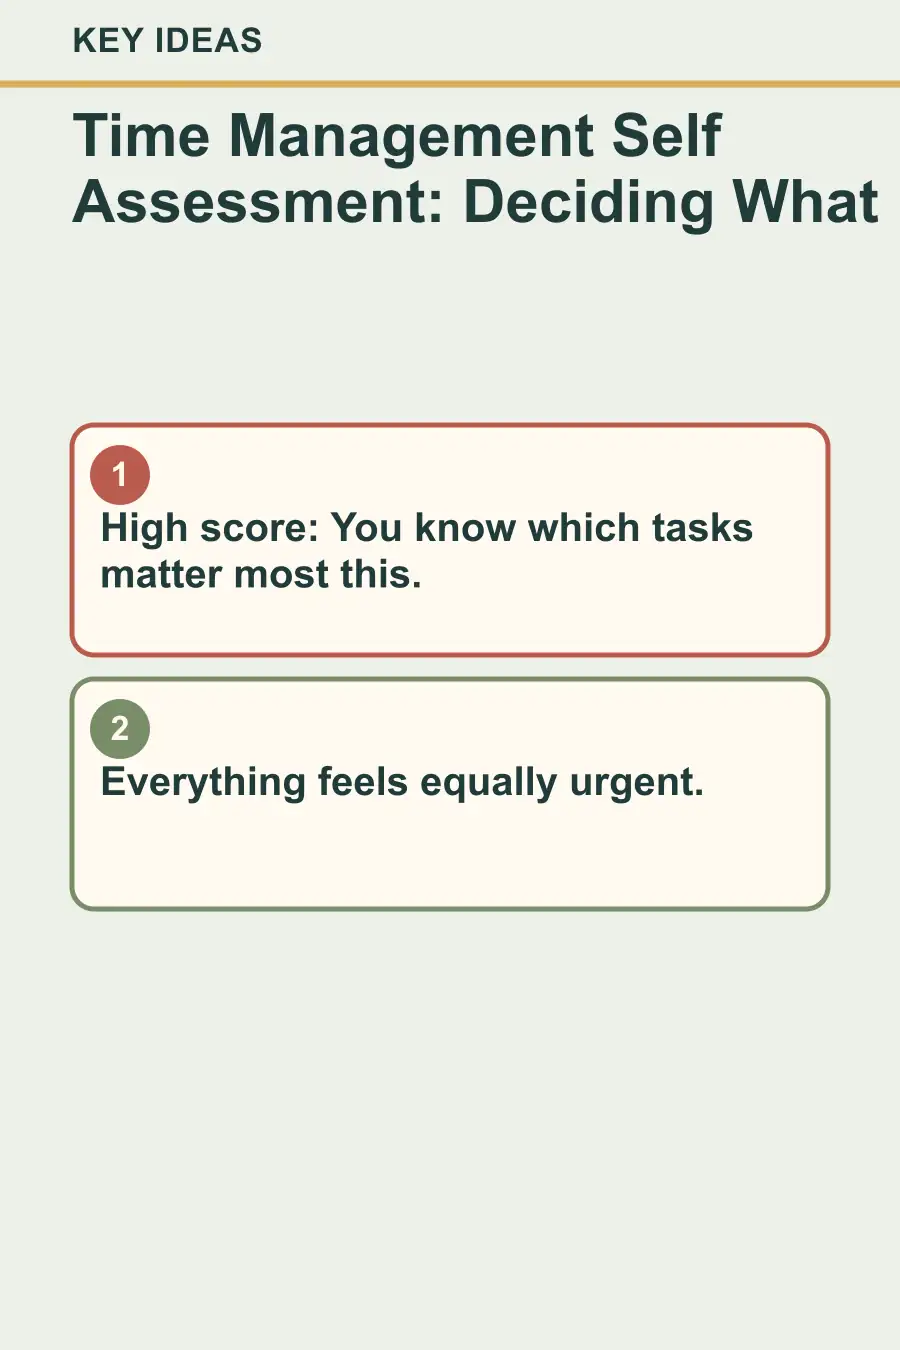 KEY IDEAS
Time Management Self
Assessment: Deciding What
1
High score: You know which tasks
matter most this.
2
Everything feels equally urgent.